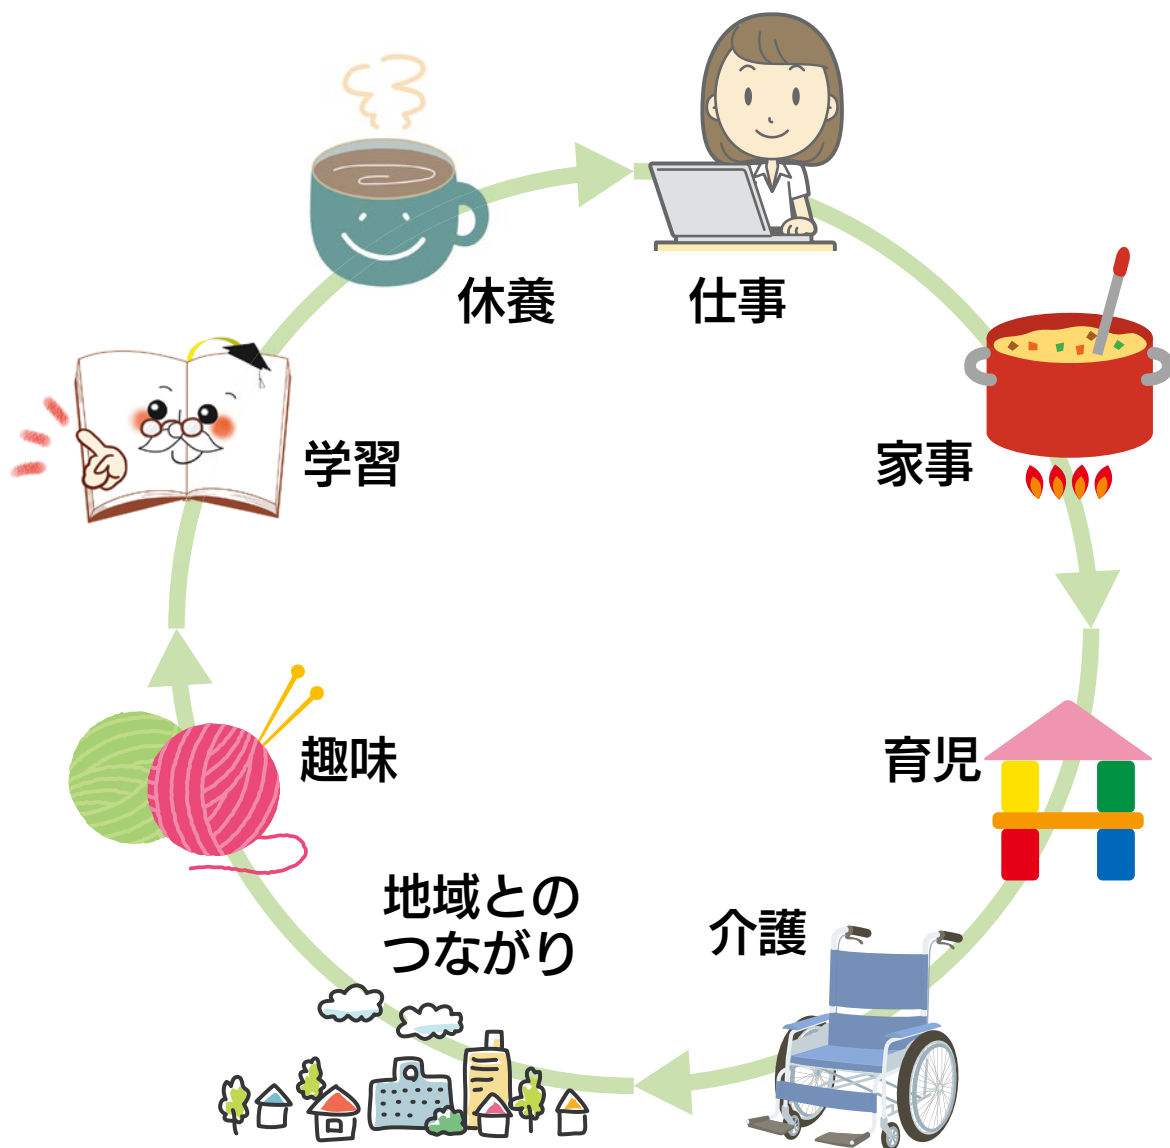 休養
仕事
学習
家事
趣味
育児
地域との
つながり
介護